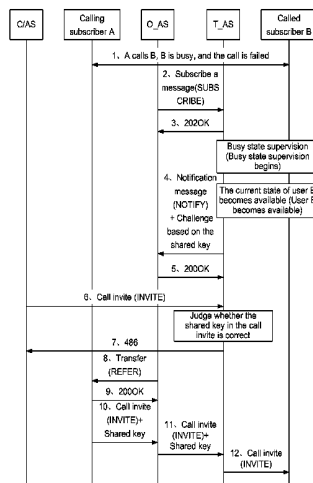 C/AS
Calling
subscriber A
O_AS
T_AS
Called
subscriber B
1、A calls B, B is busy, and the call is failed
2、Subscribe a
message(SUBS
CRIBE)
3、202OK
Busy state supervision
(Busy state supervision
begins)
4、Notification
message
(NOTIFY)
+ Challenge
based on the
shared key
The current state of user B
becomes available (User B
becomes available)
5、200OK
6、Call invite (INVITE)
Judge whether the
shared key in the call
invite is correct
7、486
8、Transfer
(REFER)
9、200OK
10、Call invite
(INVITE)+
Shared key
11、Call invite
(INVITE)+
Shared key
12、Call invite
(INVITE)